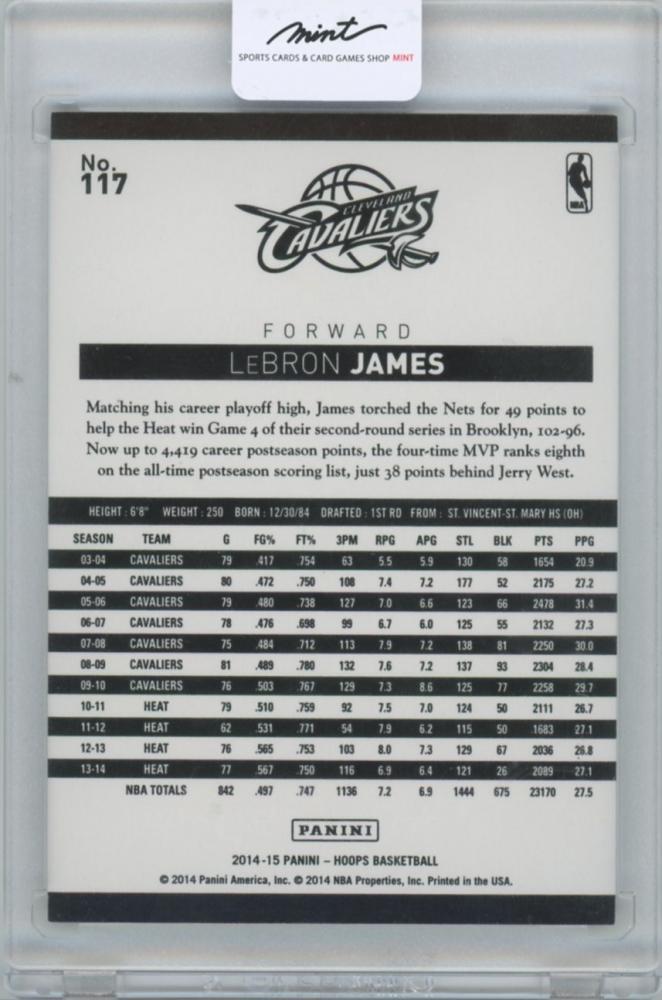 mint
SPORTS CARDS & CARD GAMES SHOP MINT
No.
117
CLEVELAND
CAVALIERS
NBA
FORWARD
LeBRON JAMES
Matching his career playoff high, James torched the Nets for 49 points to
help the Heat win Game 4 of their second-round series in Brooklyn, 102-96.
Now up to 4,419 career postseason points, the four-time MVP ranks eighth
on the all-time postseason scoring list, just 38 points behind Jerry West.
HEIGHT : 6'8" WEIGHT : 250 BORN : 12/30/84 DRAFTED : 1ST RD FROM : ST. VINCENT-ST. MARY HS (OH)
SEASON TEAM G FG% FT% 3PM RPG APG STL BLK PTS PPG
03-04 CAVALIERS 79 .417 .754 63 5.5 5.9 130 58 1654 20.9
04-05 CAVALIERS 80 .472 .750 108 7.4 7.2 177 52 2175 27.2
05-06 CAVALIERS 79 .480 .738 127 7.0 6.6 123 66 2478 31.4
06-07 CAVALIERS 78 .476 .698 99 6.7 6.0 125 55 2132 27.3
07-08 CAVALIERS 75 .484 .712 113 7.9 7.2 138 81 2250 30.0
08-09 CAVALIERS 81 .489 .780 132 7.6 7.2 137 93 2304 28.4
09-10 CAVALIERS 76 .503 .767 129 7.3 8.6 125 77 2258 29.7
10-11 HEAT 79 .510 .759 92 7.5 7.0 124 50 2111 26.7
11-12 HEAT 62 .531 .771 54 7.9 6.2 115 50 1683 27.1
12-13 HEAT 76 .565 .753 103 8.0 7.3 129 67 2036 26.8
13-14 HEAT 77 .567 .750 116 6.9 6.4 121 26 2089 27.1
NBA TOTALS 842 .497 .747 1136 7.2 6.9 1444 675 23170 27.5
PANINI
2014-15 PANINI – HOOPS BASKETBALL
© 2014 Panini America, Inc. © 2014 NBA Properties, Inc. Printed in the USA.